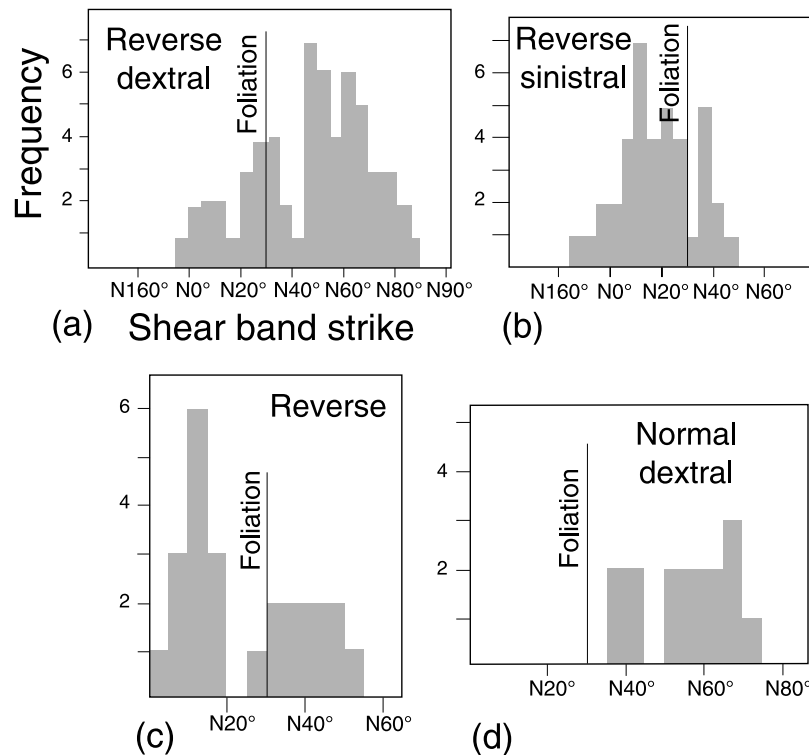 Reverse
dextral
Foliation
Frequency
6
4
2
N160° N0° N20° N40° N60° N80° N90°
(a) Shear band strike
Reverse
sinistral
Foliation
6
4
2
N160° N0° N20° N40° N60°
(b)
Reverse
Foliation
6
4
2
N20° N40° N60°
(c)
Normal
dextral
Foliation
4
2
N20° N40° N60° N80°
(d)